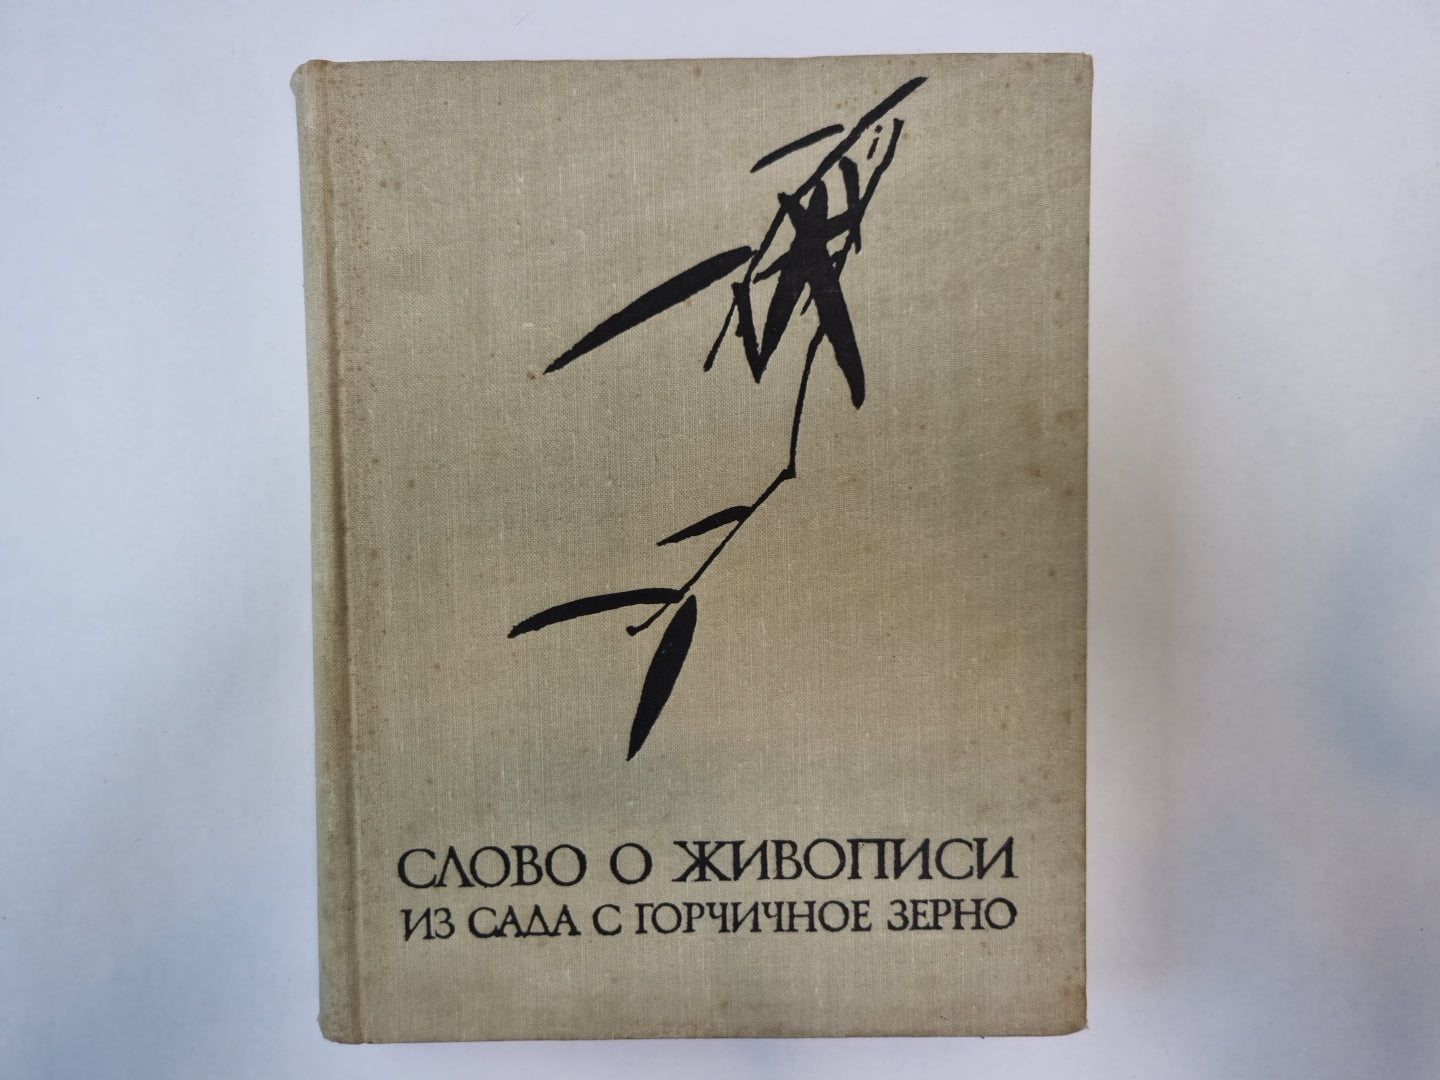 СЛОВО О ЖИВОПИСИ
ИЗ САДА С ГОРЧИЧНОЕ ЗЕРНО